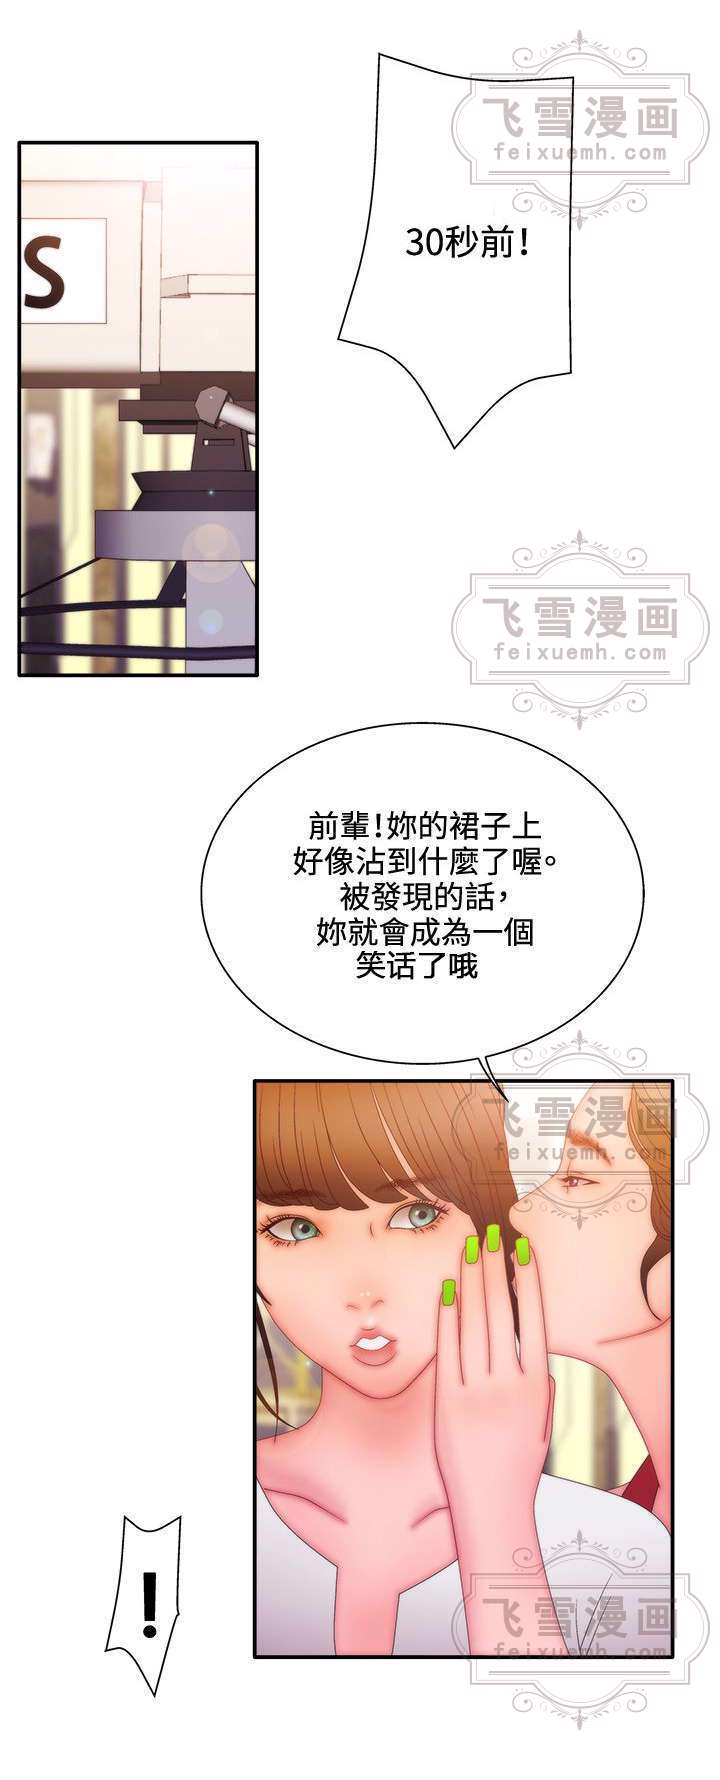 飞雪漫画
feixuemh.com
S
30秒前!
飞雪漫画
feixuemh.com
前輩!妳的裙子上
好像沾到什麼了喔。
被發現的話,
妳就會成為一個
笑话了哦
飞雪漫画
feixuemh.com
!
飞雪漫画
feixuemh.com